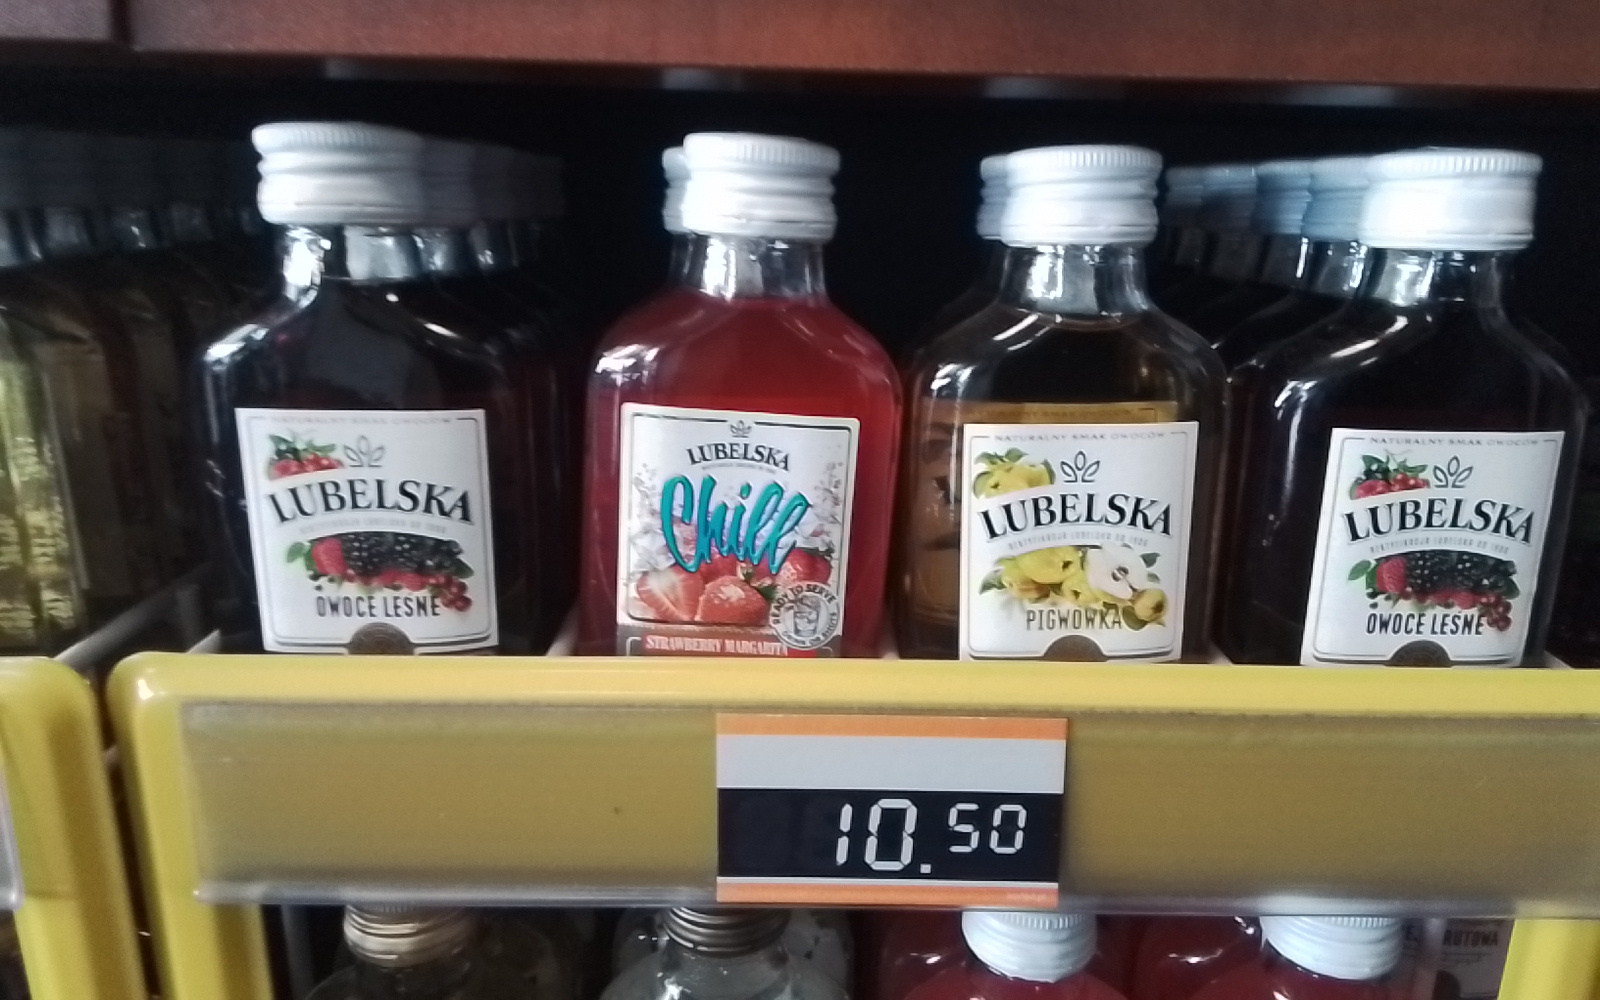 NATURALNY SMAK OWOCÓW
LUBELSKA
OWOCE LEŚNE
LUBELSKA
Chill
READY TO SERVE
STRAWBERRY MARGARITA
NATURALNY SMAK OWOCÓW
LUBELSKA
PIGWÓWKA
NATURALNY SMAK OWOCÓW
LUBELSKA
OWOCE LEŚNE
10.50
RUTOWA